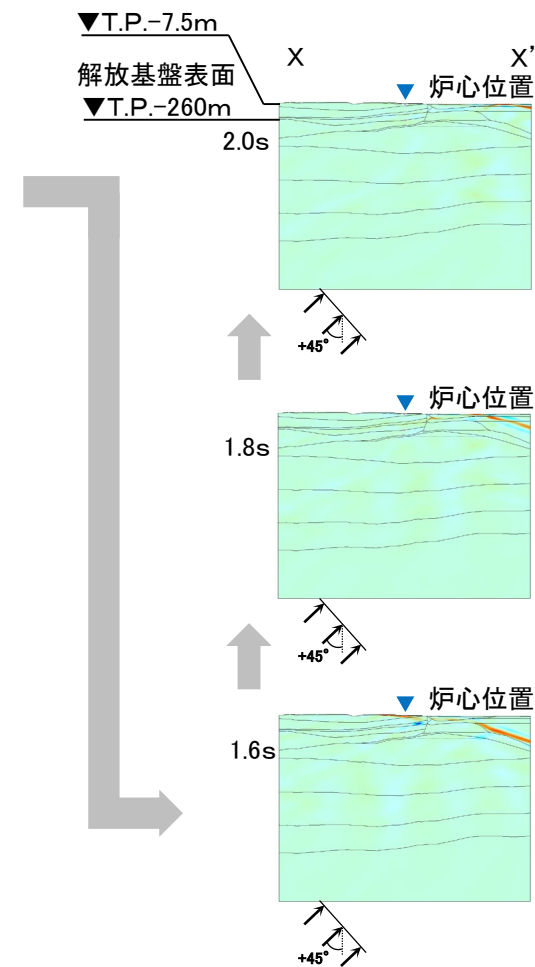 ▼T.P.-7.5m
X X’
解放基盤表面
▼ 炉心位置
▼T.P.-260m
2.0s
+45°
▼ 炉心位置
1.8s
+45°
▼ 炉心位置
1.6s
+45°